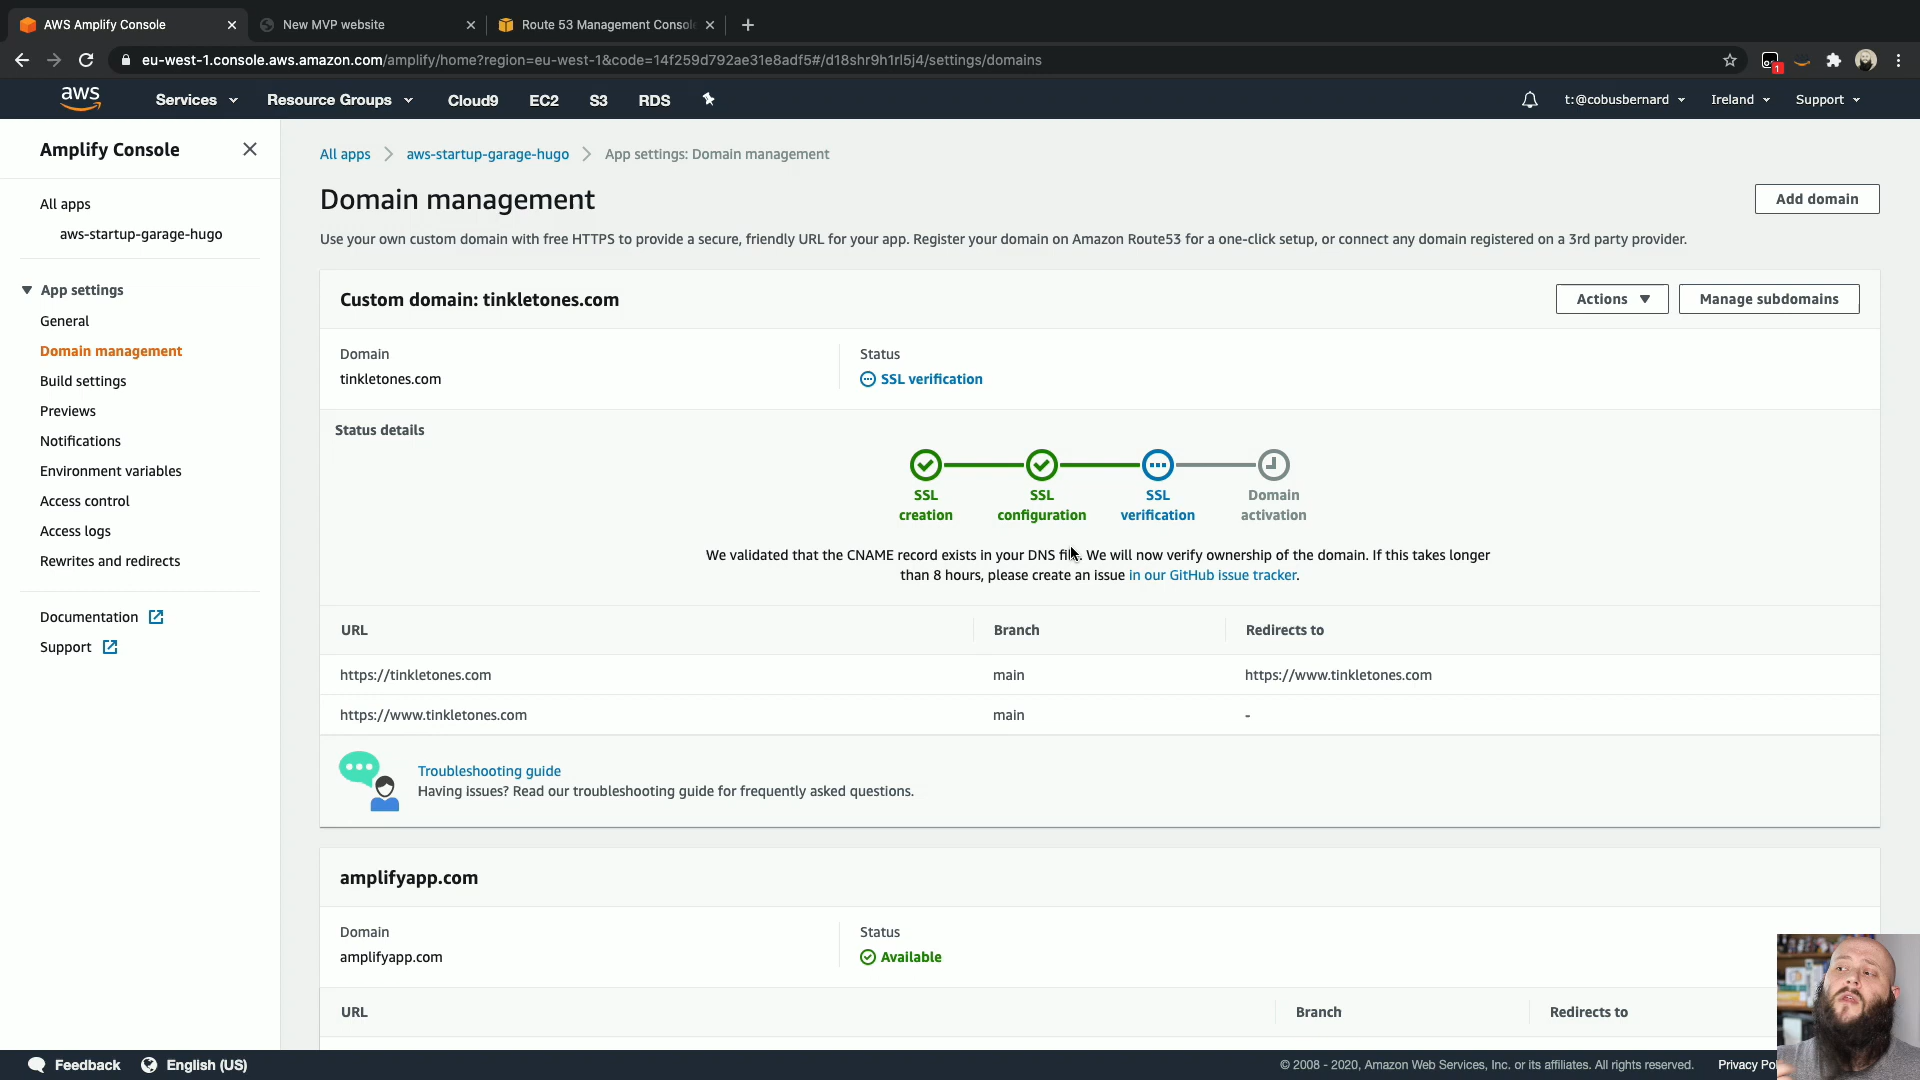 AWS Amplify Console
New MVP website
Route 53 Management Consol
eu-west-1.console.aws.amazon.com/amplify/home?region=eu-west-1&code=14f259d792ae31e8adf5#/d18shr9h1rl5j4/settings/domains
1
aws
Services
Resource Groups
Cloud9
EC2
S3
RDS
t:@cobusbernard
Ireland
Support
Amplify Console
All apps
aws-startup-garage-hugo
App settings
General
Domain management
Build settings
Previews
Notifications
Environment variables
Access control
Access logs
Rewrites and redirects
Documentation
Support
All apps
aws-startup-garage-hugo
App settings: Domain management
Domain management
Add domain
Use your own custom domain with free HTTPS to provide a secure, friendly URL for your app. Register your domain on Amazon Route53 for a one-click setup, or connect any domain registered on a 3rd party provider.
Custom domain: tinkletones.com
Actions
Manage subdomains
Domain
tinkletones.com
Status
SSL verification
Status details
SSL
creation
SSL
configuration
SSL
verification
Domain
activation
We validated that the CNAME record exists in your DNS file. We will now verify ownership of the domain. If this takes longer
than 8 hours, please create an issue in our GitHub issue tracker.
URL
Branch
Redirects to
https://tinkletones.com
main
https://www.tinkletones.com
https://www.tinkletones.com
main
-
Troubleshooting guide
Having issues? Read our troubleshooting guide for frequently asked questions.
amplifyapp.com
Domain
amplifyapp.com
Status
Available
URL
Branch
Redirects to
Feedback
English (US)
© 2008 - 2020, Amazon Web Services, Inc. or its affiliates. All rights reserved.
Privacy Pol